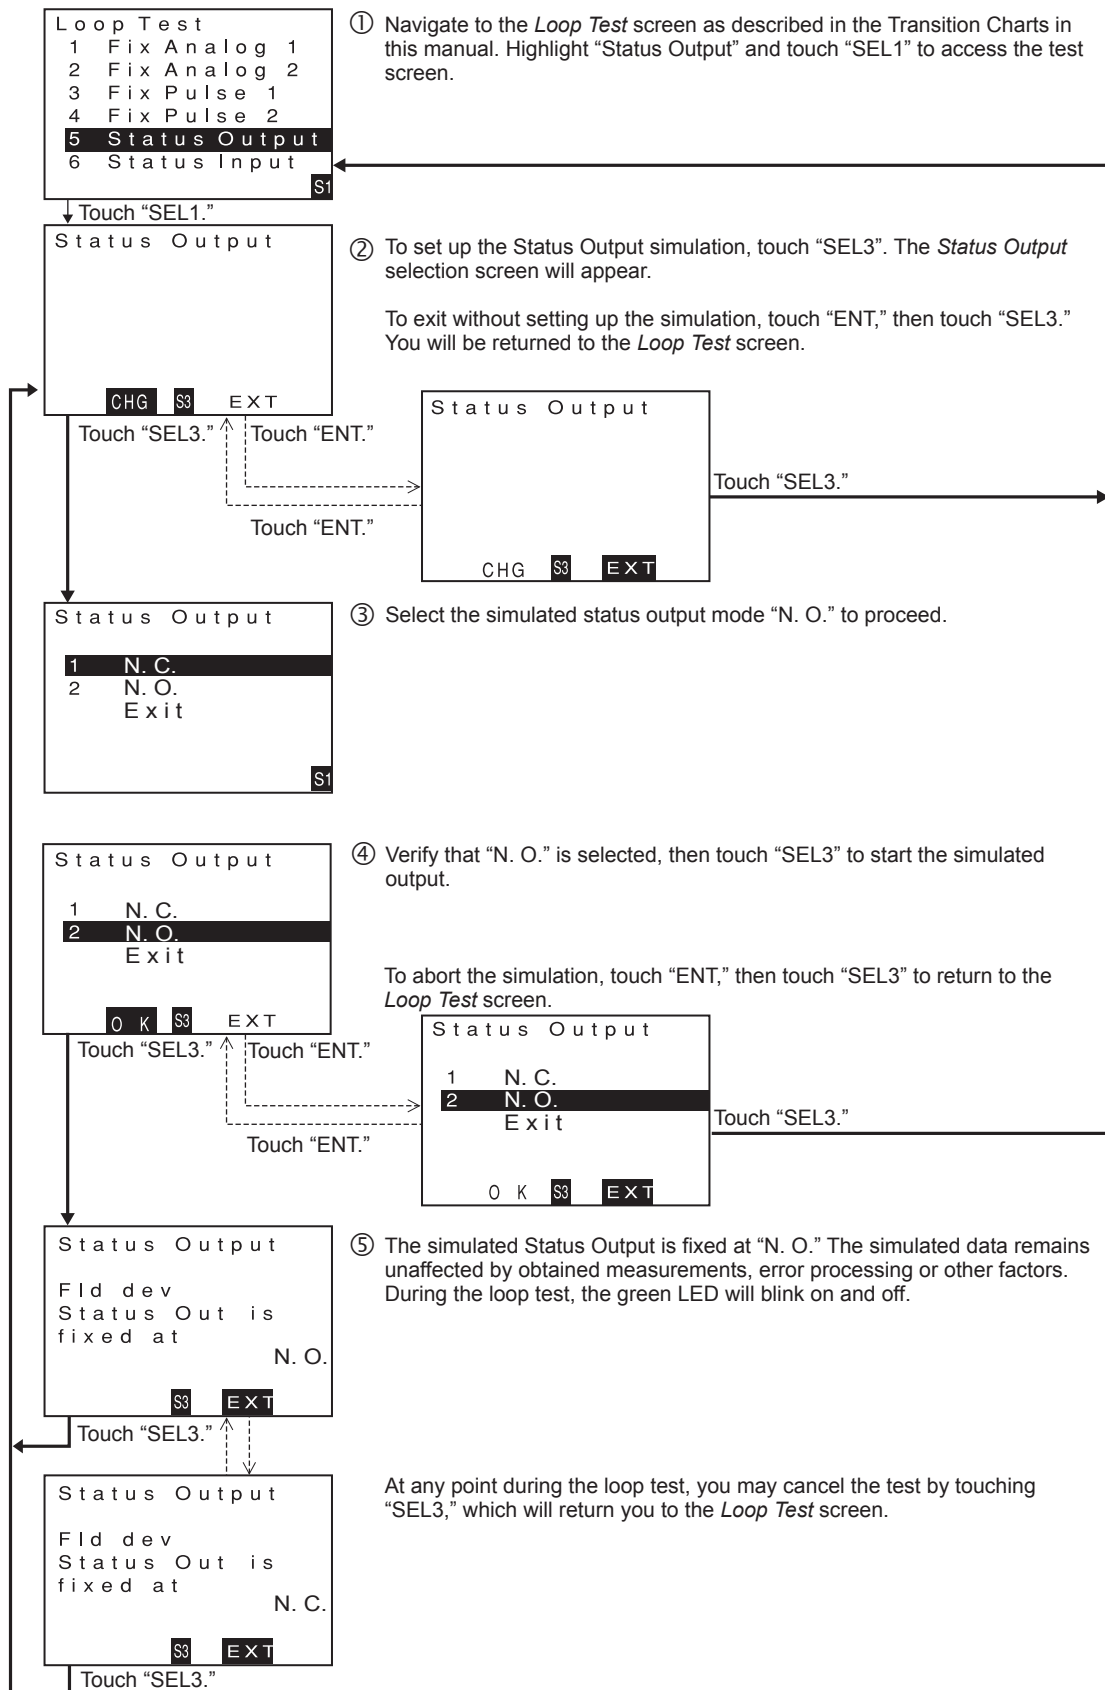 Loop Test
1 Fix Analog 1
2 Fix Analog 2
3 Fix Pulse 1
4 Fix Pulse 2
5 Status Output
6 Status Input
S1
① Navigate to the Loop Test screen as described in the Transition Charts in
this manual. Highlight “Status Output” and touch “SEL1” to access the test
screen.
Touch “SEL1.”
Status Output
CHG S3 EXT
② To set up the Status Output simulation, touch “SEL3”. The Status Output
selection screen will appear.
To exit without setting up the simulation, touch “ENT,” then touch “SEL3.”
You will be returned to the Loop Test screen.
Touch “SEL3.”
Touch “ENT.”
Touch “ENT.”
Status Output
CHG S3 EXT
Touch “SEL3.”
Status Output
1 N. C.
2 N. O.
Exit
S1
③ Select the simulated status output mode “N. O.” to proceed.
Status Output
1 N. C.
2 N. O.
Exit
O K S3 EXT
④ Verify that “N. O.” is selected, then touch “SEL3” to start the simulated
output.
To abort the simulation, touch “ENT,” then touch “SEL3” to return to the
Loop Test screen.
Touch “SEL3.”
Touch “ENT.”
Touch “ENT.”
Status Output
1 N. C.
2 N. O.
Exit
O K S3 EXT
Touch “SEL3.”
Status Output
Fld dev
Status Out is
fixed at
N. O.
S3 EXT
⑤ The simulated Status Output is fixed at “N. O.” The simulated data remains
unaffected by obtained measurements, error processing or other factors.
During the loop test, the green LED will blink on and off.
Touch “SEL3.”
Status Output
Fld dev
Status Out is
fixed at
N. C.
S3 EXT
At any point during the loop test, you may cancel the test by touching
“SEL3,” which will return you to the Loop Test screen.
Touch “SEL3.”